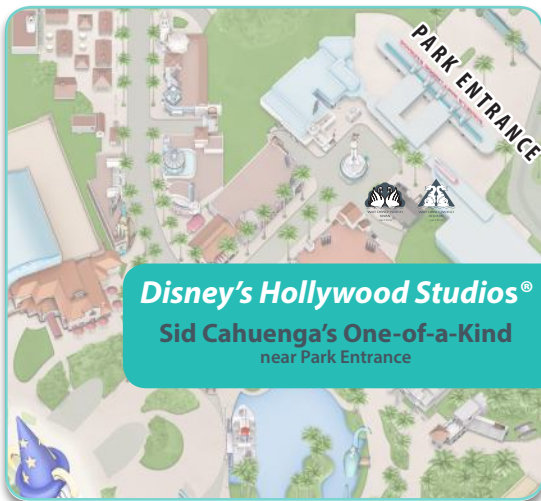 PARK ENTRANCE
Disney's Hollywood Studios®
Sid Cahuenga's One-of-a-Kind
near Park Entrance